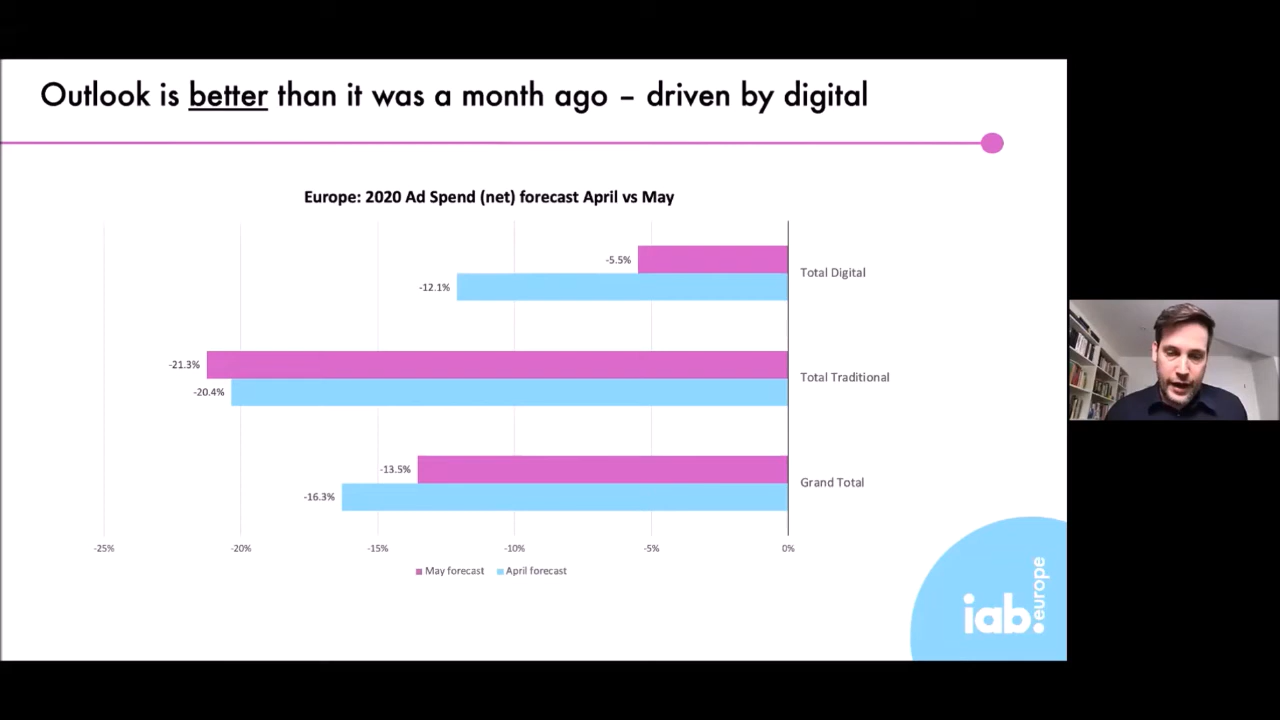 Outlook is better than it was a month ago – driven by digital
Europe: 2020 Ad Spend (net) forecast April vs May
-5.5%
-12.1%
Total Digital
-21.3%
-20.4%
Total Traditional
-13.5%
-16.3%
Grand Total
-25% -20% -15% -10% -5% 0%
May forecast April forecast
iab.
europe